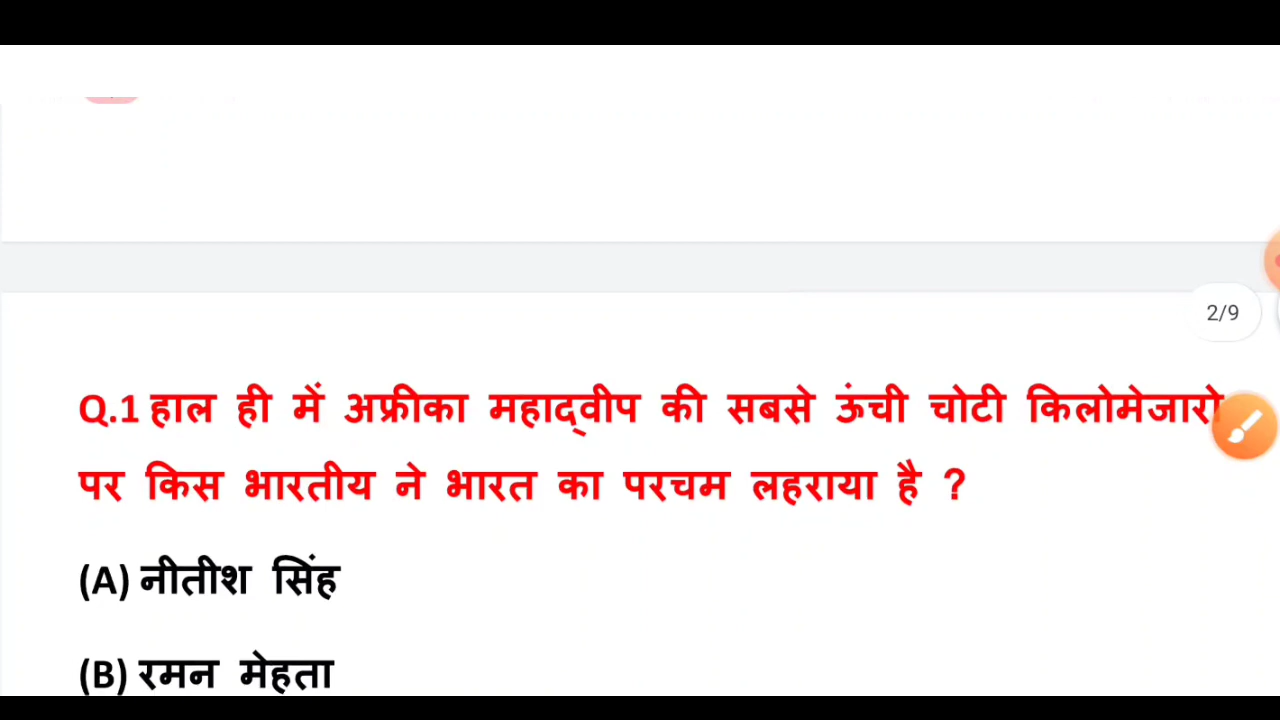 2/9
Q.1 हाल ही में अफ्रीका महाद्वीप की सबसे ऊंची चोटी किलोमेजारो
पर किस भारतीय ने भारत का परचम लहराया है ?
(A) नीतीश सिंह
(B) रमन मेहता